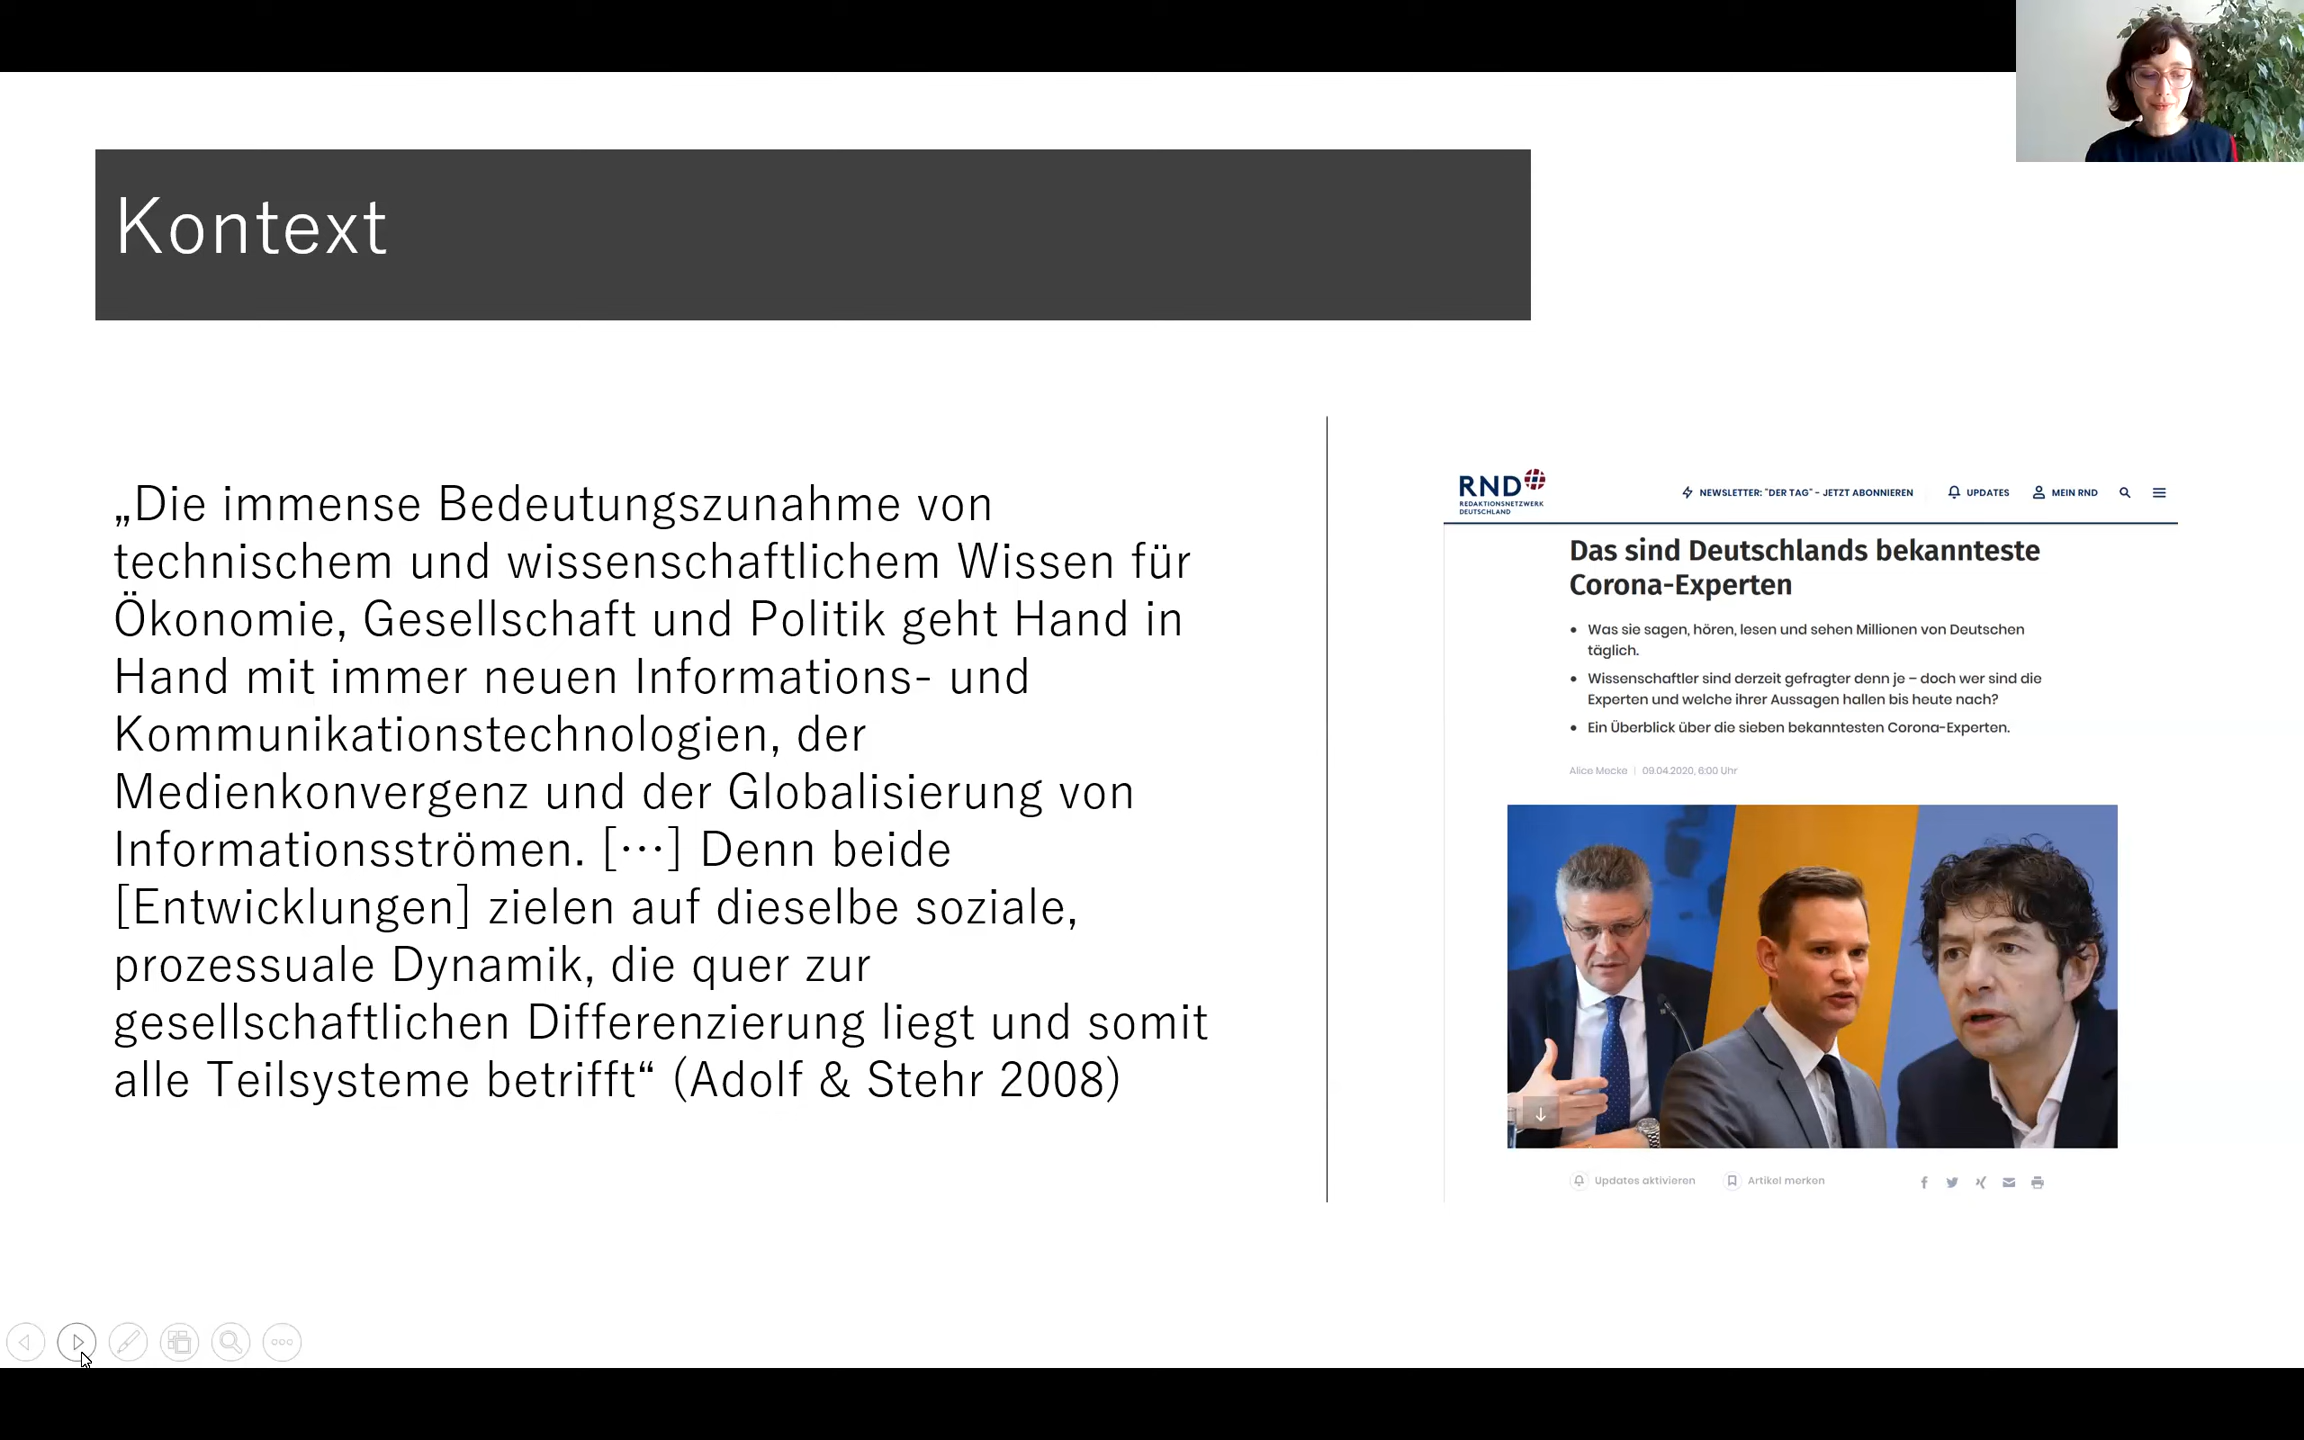 Kontext
„Die immense Bedeutungszunahme von
technischem und wissenschaftlichem Wissen für
Ökonomie, Gesellschaft und Politik geht Hand in
Hand mit immer neuen Informations- und
Kommunikationstechnologien, der
Medienkonvergenz und der Globalisierung von
Informationsströmen. […] Denn beide
[Entwicklungen] zielen auf dieselbe soziale,
prozessuale Dynamik, die quer zur
gesellschaftlichen Differenzierung liegt und somit
alle Teilsysteme betrifft“ (Adolf & Stehr 2008)
RND
REDAKTIONSNETZWERK
DEUTSCHLAND
NEWSLETTER: "DER TAG" - JETZT ABONNIEREN UPDATES MEIN RND
Das sind Deutschlands bekannteste
Corona-Experten
• Was sie sagen, hören, lesen und sehen Millionen von Deutschen
täglich.
• Wissenschaftler sind derzeit gefragter denn je – doch wer sind die
Experten und welche ihrer Aussagen hallen bis heute nach?
• Ein Überblick über die sieben bekanntesten Corona-Experten.
Alice Mecke | 09.04.2020, 6:00 Uhr
Updates aktivieren Artikel merken